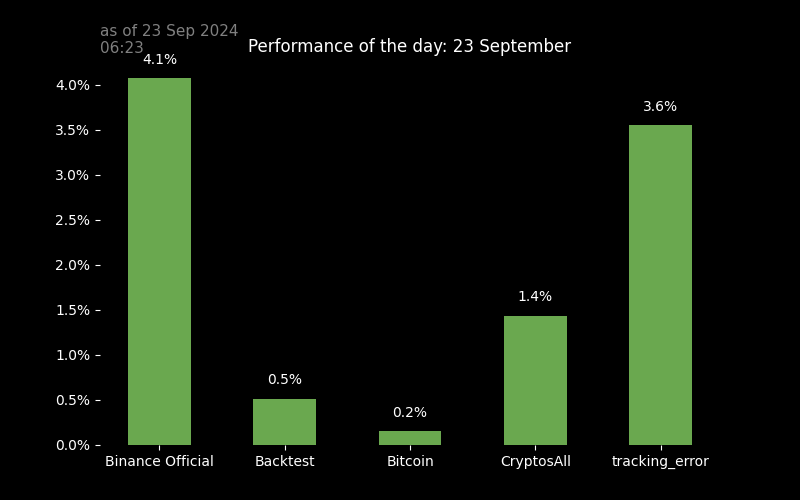 as of 23 Sep 2024
06:23
Performance of the day: 23 September
4.1%
4.0%
3.5%
3.0%
2.5%
2.0%
1.5%
1.0%
0.5%
0.0%
0.5%
0.2%
1.4%
3.6%
Binance Official
Backtest
Bitcoin
CryptosAll
tracking_error